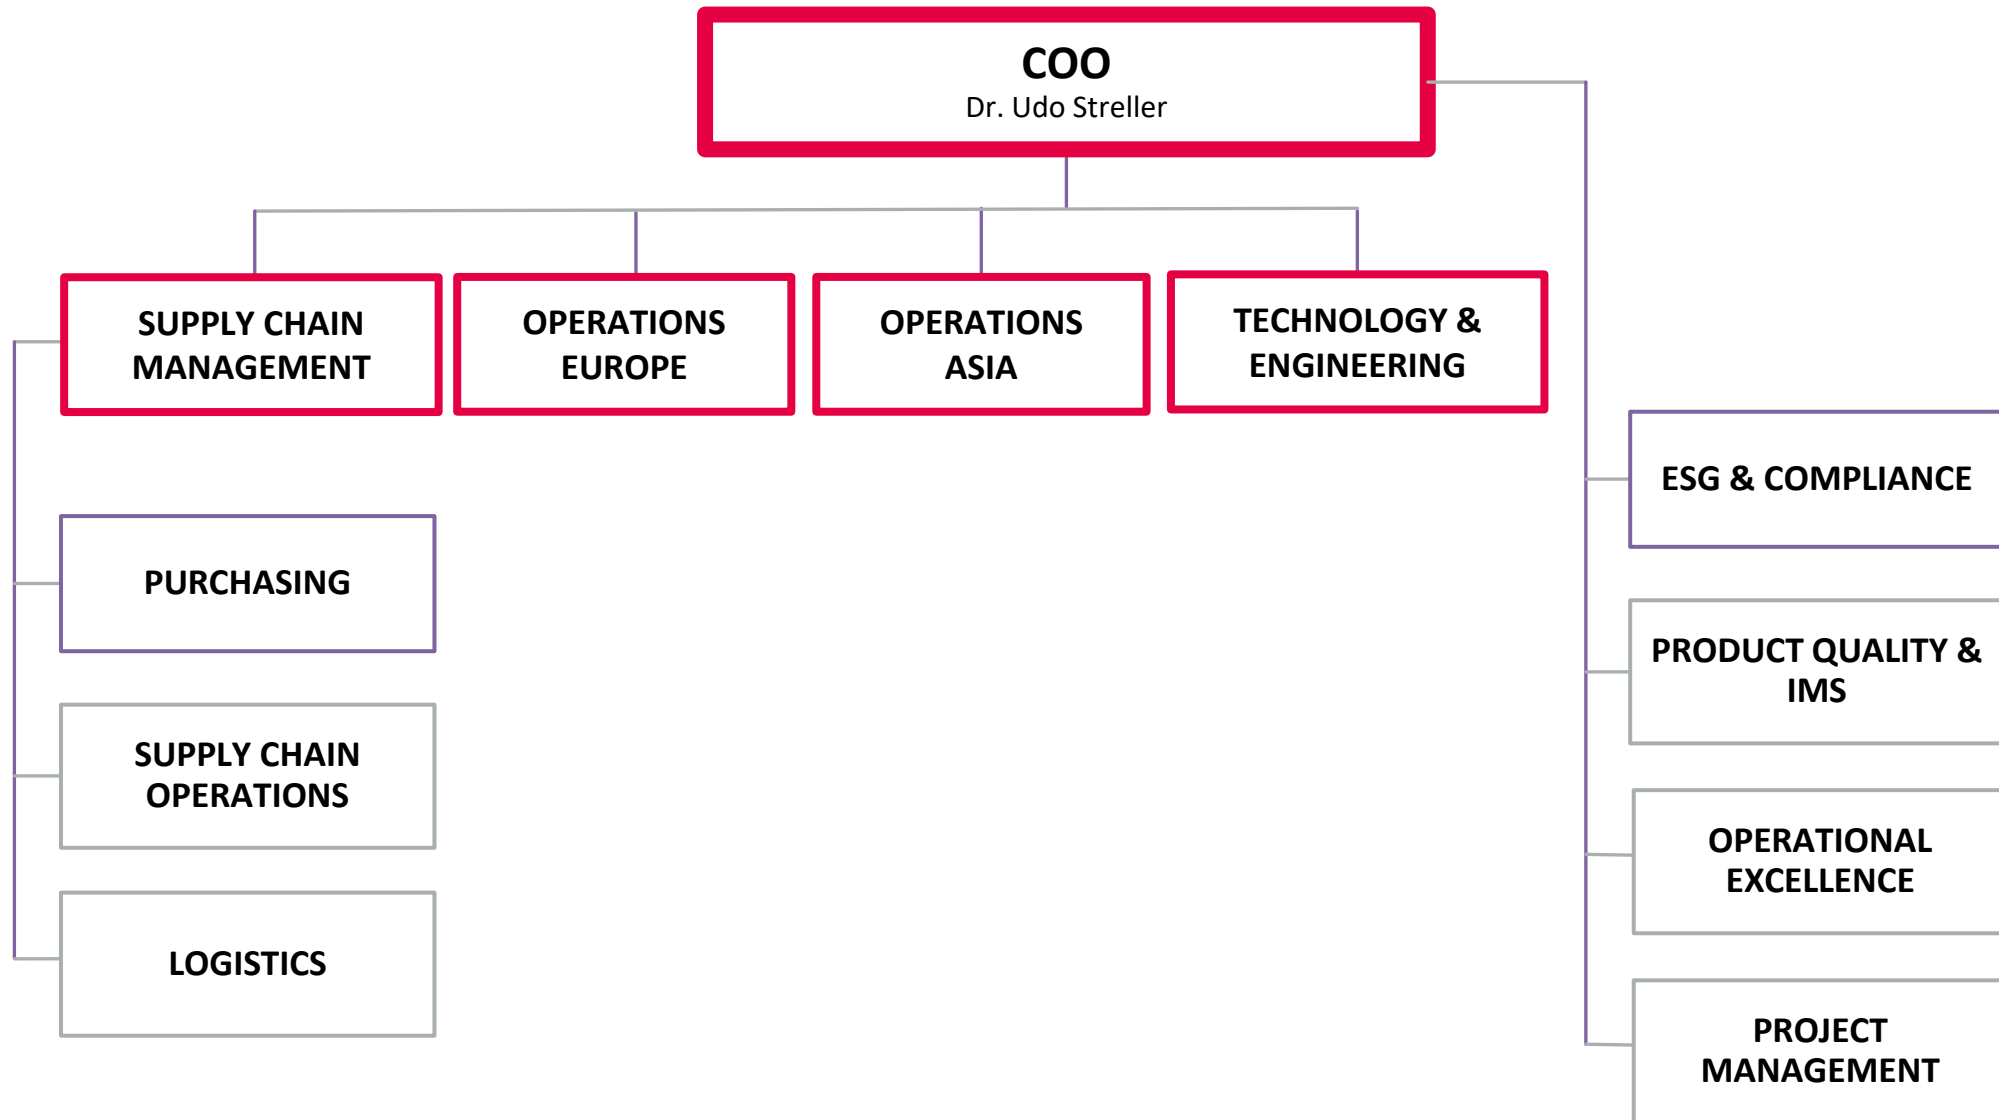 COO
Dr. Udo Streller
SUPPLY CHAIN
MANAGEMENT
OPERATIONS
EUROPE
OPERATIONS
ASIA
TECHNOLOGY &
ENGINEERING
PURCHASING
SUPPLY CHAIN
OPERATIONS
LOGISTICS
ESG & COMPLIANCE
PRODUCT QUALITY &
IMS
OPERATIONAL
EXCELLENCE
PROJECT
MANAGEMENT